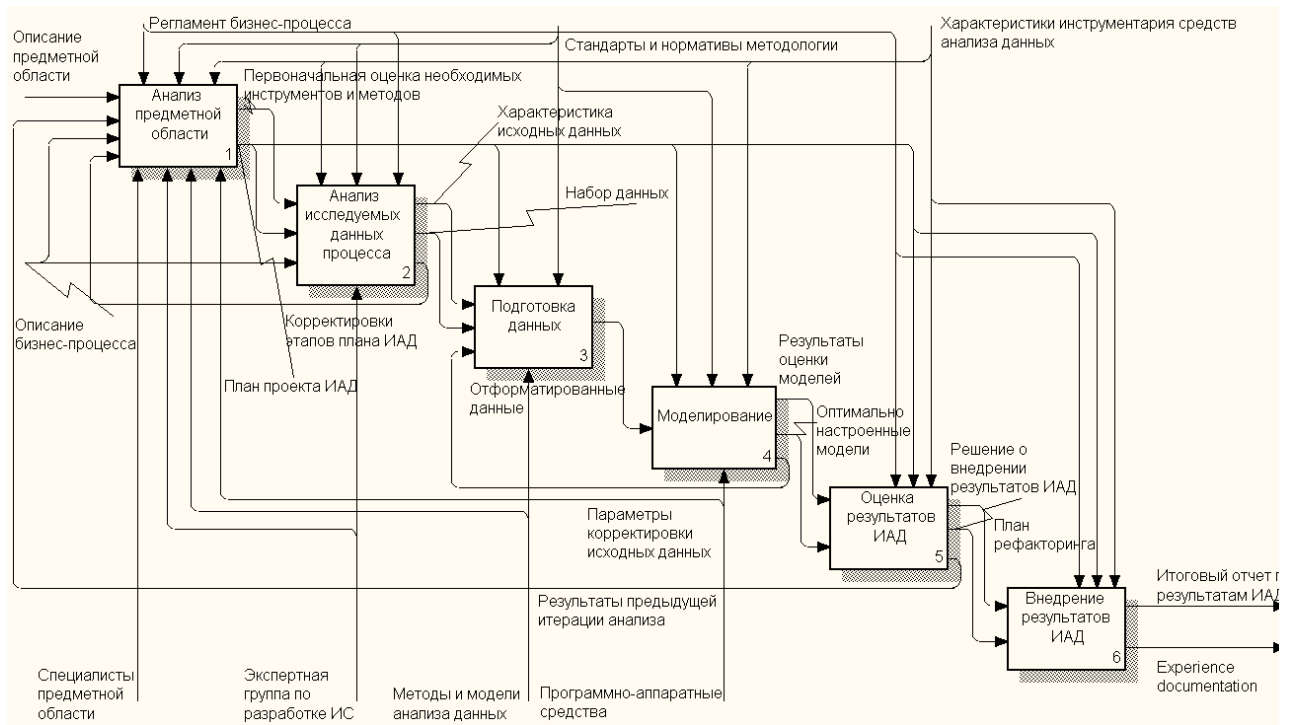 Регламент бизнес-процесса
Описание
предметной
области
Стандарты и нормативы методологии
Характеристики инструментария средств
анализа данных
Первоначальная оценка необходимых
инструментов и методов
Анализ
предметной
области
1
Характеристика
исходных данных
Набор данных
Анализ
исследуемых
данных
процесса
2
Описание
бизнес-процесса
Корректировки
этапов плана ИАД
План проекта ИАД
Подготовка
данных
3
Отформатированные
данные
Результаты
оценки
моделей
Моделирование
4
Оптимально
настроенные
модели
Решение о
внедрении
результатов ИАД
Оценка
результатов
ИАД
5
План
рефакторинга
Параметры
корректировки
исходных данных
Результаты предыдущей
итерации анализа
Внедрение
результатов
ИАД
6
Итоговый отчет п
результатам ИАД
Experience
documentation
Специалисты
предметной
области
Экспертная
группа по
разработке ИС
Методы и модели
анализа данных
Программно-аппаратные
средства